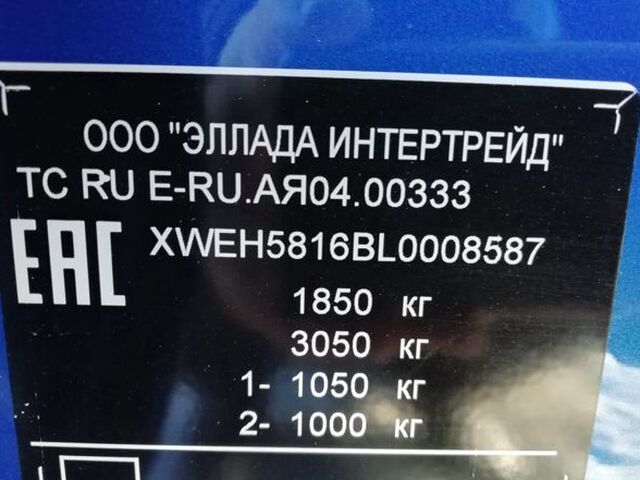 ООО "ЭЛЛАДА ИНТЕРТРЕЙД"
ТС RU E-RU.АЯ04.00333
EAC XWEH5816BL0008587
1850 кг
3050 кг
1- 1050 кг
2- 1000 кг